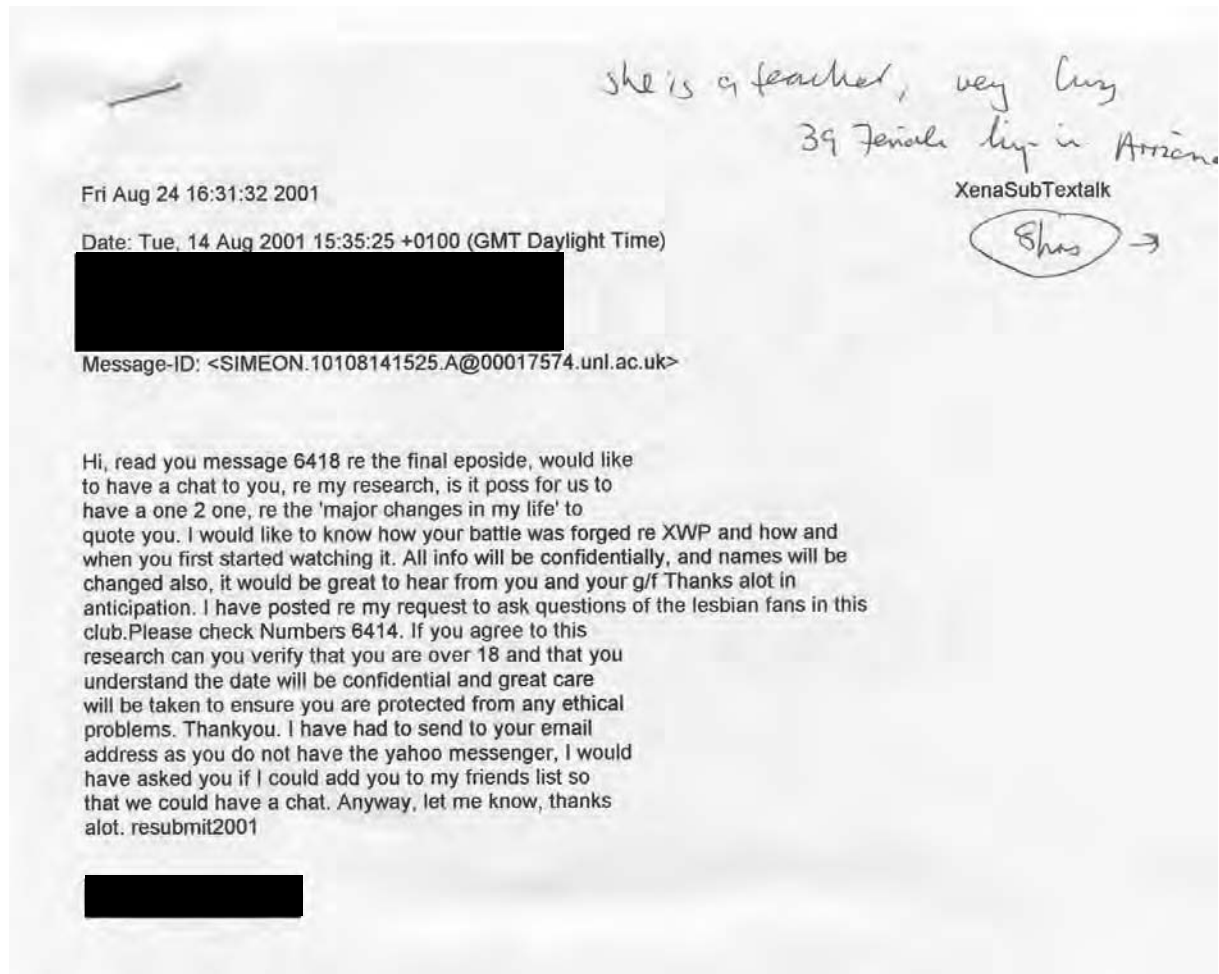 she is a teacher, very busy
39 Female living in Arrizona
Fri Aug 24 16:31:32 2001
XenaSubTextalk
8hrs →
Date: Tue, 14 Aug 2001 15:35:25 +0100 (GMT Daylight Time)
Message-ID: <SIMEON.10108141525.A@00017574.unl.ac.uk>
Hi, read you message 6418 re the final eposide, would like
to have a chat to you, re my research, is it poss for us to
have a one 2 one, re the 'major changes in my life' to
quote you. I would like to know how your battle was forged re XWP and how and
when you first started watching it. All info will be confidentially, and names will be
changed also, it would be great to hear from you and your g/f Thanks alot in
anticipation. I have posted re my request to ask questions of the lesbian fans in this
club.Please check Numbers 6414. If you agree to this
research can you verify that you are over 18 and that you
understand the date will be confidential and great care
will be taken to ensure you are protected from any ethical
problems. Thankyou. I have had to send to your email
address as you do not have the yahoo messenger, I would
have asked you if I could add you to my friends list so
that we could have a chat. Anyway, let me know, thanks
alot. resubmit2001